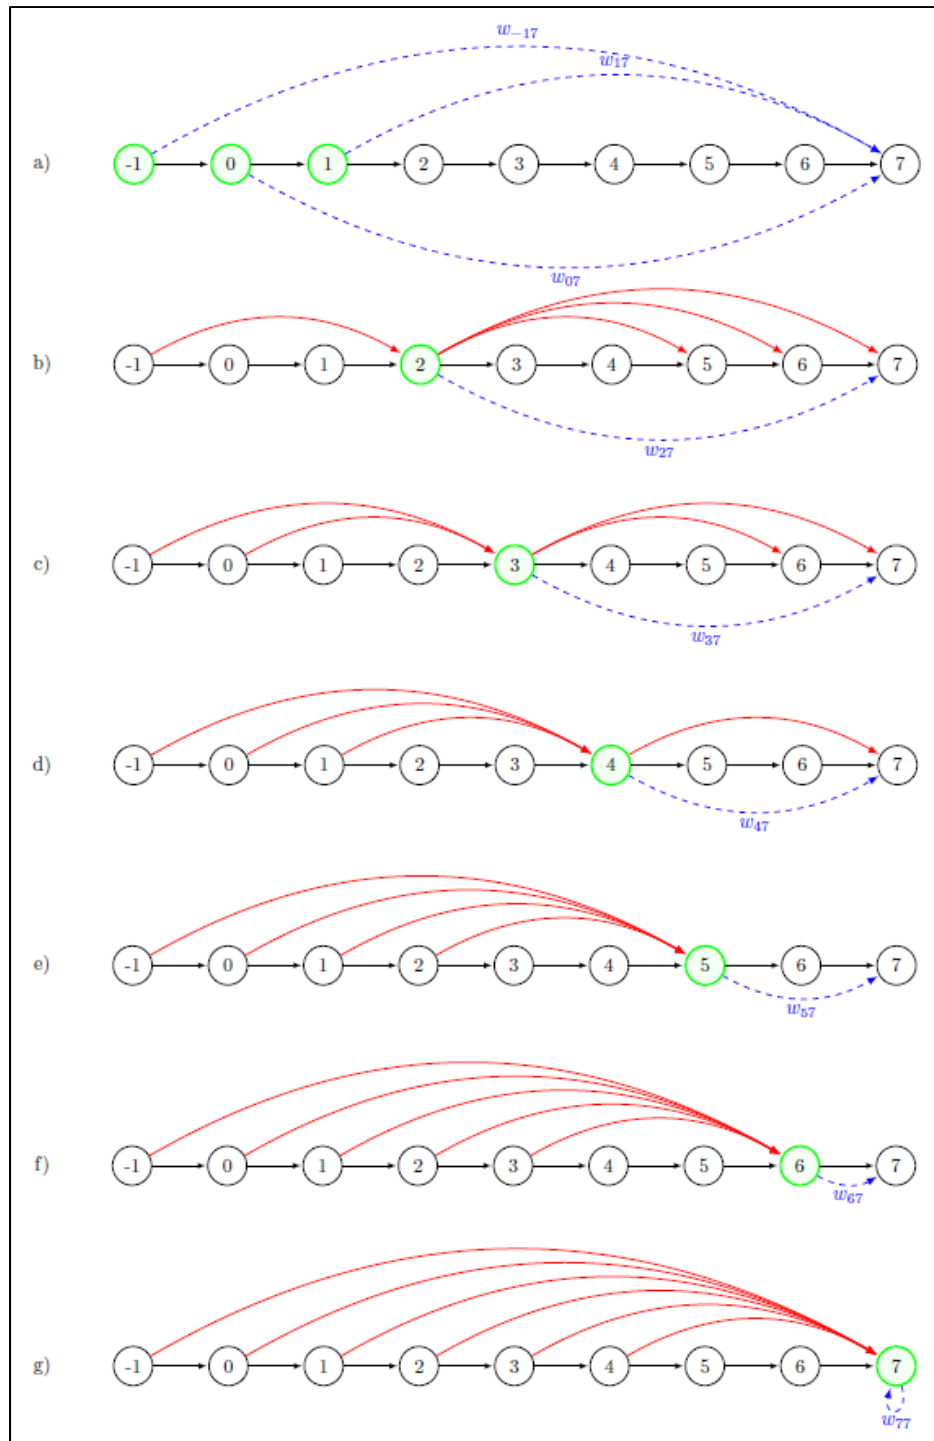 w₋₁₇
w₁₇
a) -1 0 1 2 3 4 5 6 7
w₀₇
b) -1 0 1 2 3 4 5 6 7
w₂₇
c) -1 0 1 2 3 4 5 6 7
w₃₇
d) -1 0 1 2 3 4 5 6 7
w₄₇
e) -1 0 1 2 3 4 5 6 7
w₅₇
f) -1 0 1 2 3 4 5 6 7
w₆₇
g) -1 0 1 2 3 4 5 6 7
w₇₇